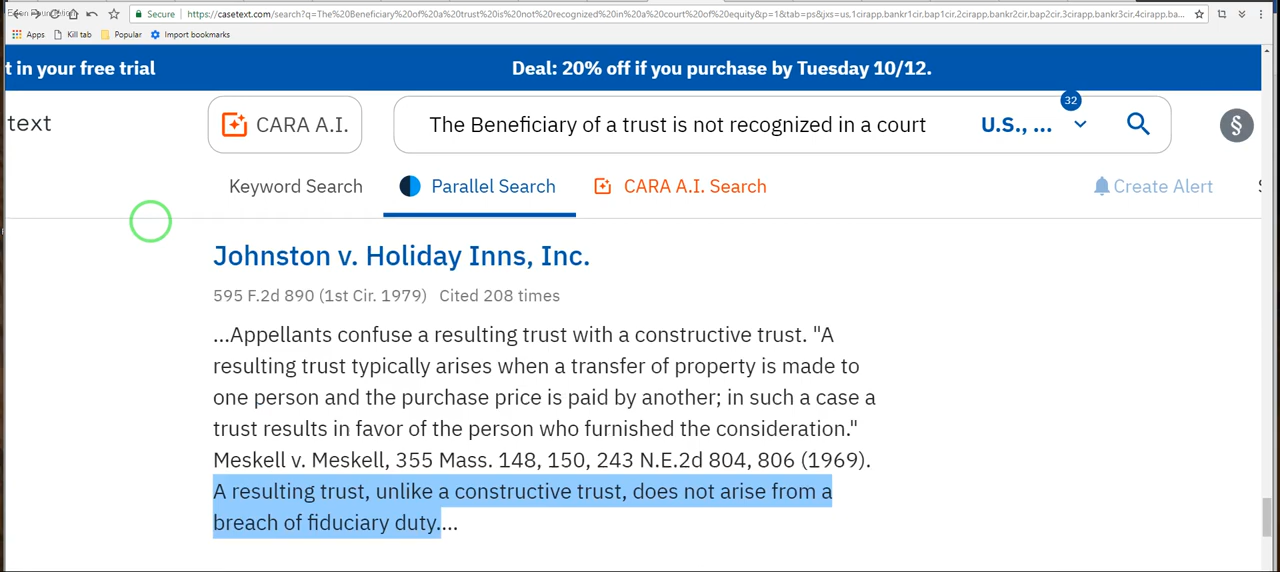 Secure https://casetext.com/search?q=The%20Beneficiary%20of%20a%20trust%20is%20not%20recognized%20in%20a%20court%20of%20equity&p=1&tab=ps&jxs=us.1cirapp.bankr1cir.bap1cir.2cirapp.bankr2cir.bap2cir.3cirapp.bankr3cir.4cirapp.ba...
Apps Kill tab Popular Import bookmarks
t in your free trial Deal: 20% off if you purchase by Tuesday 10/12.
32
text CARA A.I. The Beneficiary of a trust is not recognized in a court U.S., ... §
Keyword Search Parallel Search CARA A.I. Search Create Alert
Johnston v. Holiday Inns, Inc.
595 F.2d 890 (1st Cir. 1979) Cited 208 times
...Appellants confuse a resulting trust with a constructive trust. "A
resulting trust typically arises when a transfer of property is made to
one person and the purchase price is paid by another; in such a case a
trust results in favor of the person who furnished the consideration."
Meskell v. Meskell, 355 Mass. 148, 150, 243 N.E.2d 804, 806 (1969).
A resulting trust, unlike a constructive trust, does not arise from a
breach of fiduciary duty....